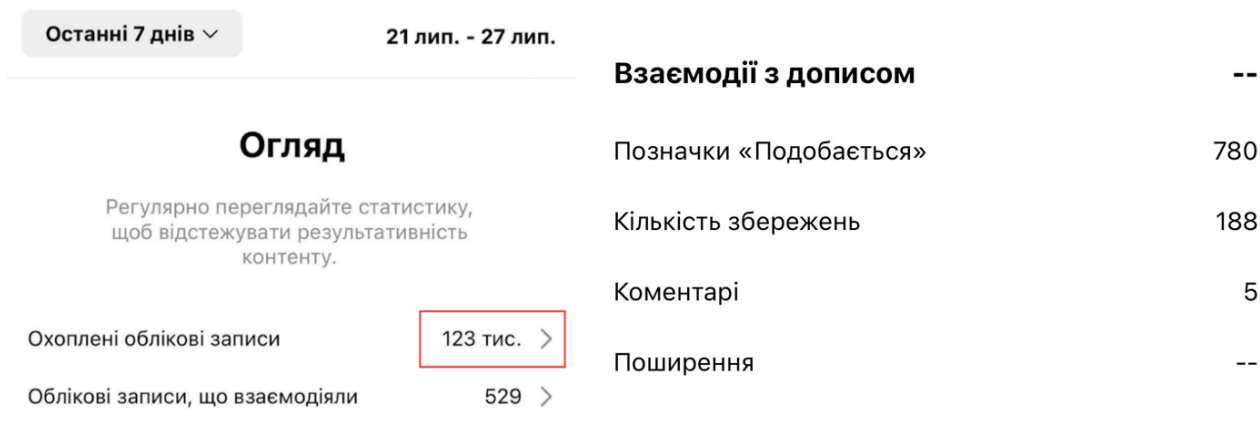 Останні 7 днів
21 лип. - 27 лип.
Огляд
Регулярно переглядайте статистику,
щоб відстежувати результативність
контенту.
Охоплені облікові записи 123 тис.
Облікові записи, що взаємодіяли 529
Взаємодії з дописом --
Позначки «Подобається» 780
Кількість збережень 188
Коментарі 5
Поширення --